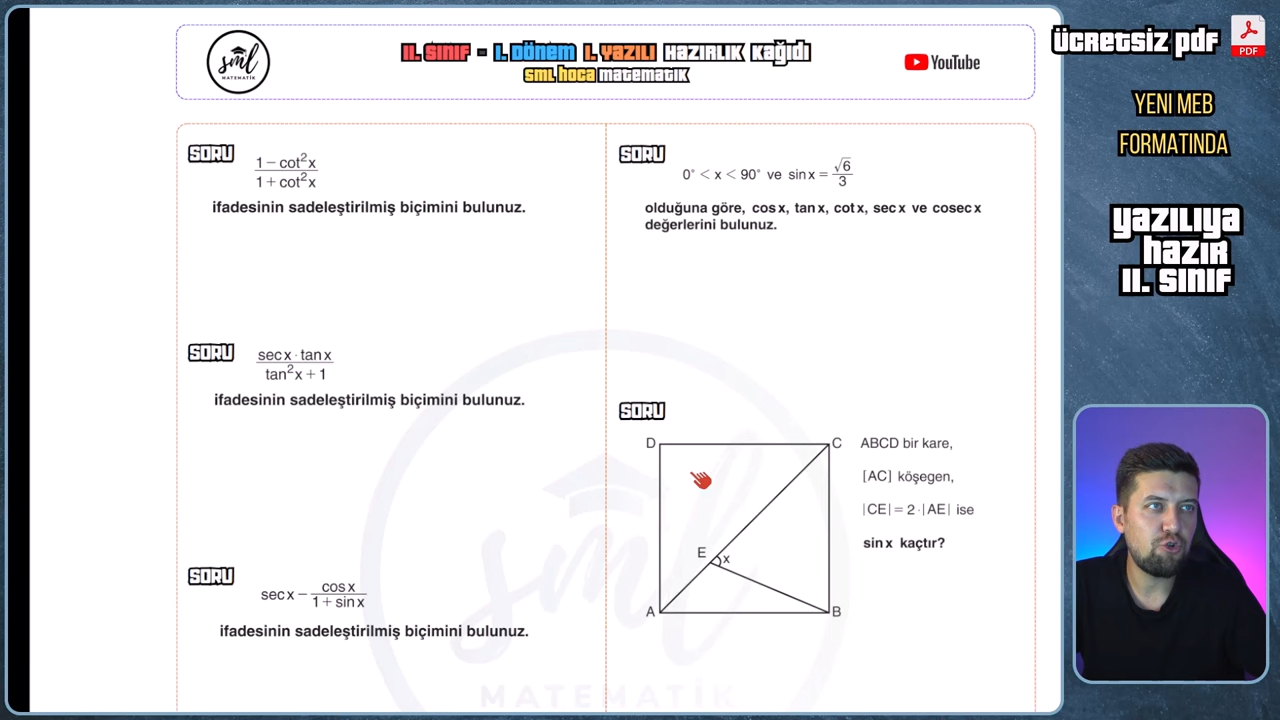 sml
MATEMATİK
11. SINIF - 1. DÖNEM 1. YAZILI HAZIRLIK KAĞIDI
sml hoca matematik
YouTube
ÜCRETSİZ PDF
PDF
YENI MEB
FORMATINDA
YAZILIYA
HAZIR
11. SINIF
SORU
1 − cot²x
1 + cot²x
ifadesinin sadeleştirilmiş biçimini bulunuz.
SORU
sec x · tan x
tan²x + 1
ifadesinin sadeleştirilmiş biçimini bulunuz.
SORU
sec x − cos x / 1 + sin x
ifadesinin sadeleştirilmiş biçimini bulunuz.
SORU
0° < x < 90° ve sin x = √6 / 3
olduğuna göre, cos x, tan x, cot x, sec x ve cosec x
değerlerini bulunuz.
SORU
D
C
E
x
A
B
ABCD bir kare,
[AC] köşegen,
|CE| = 2 · |AE| ise
sin x kaçtır?
sml
MATEMATİK